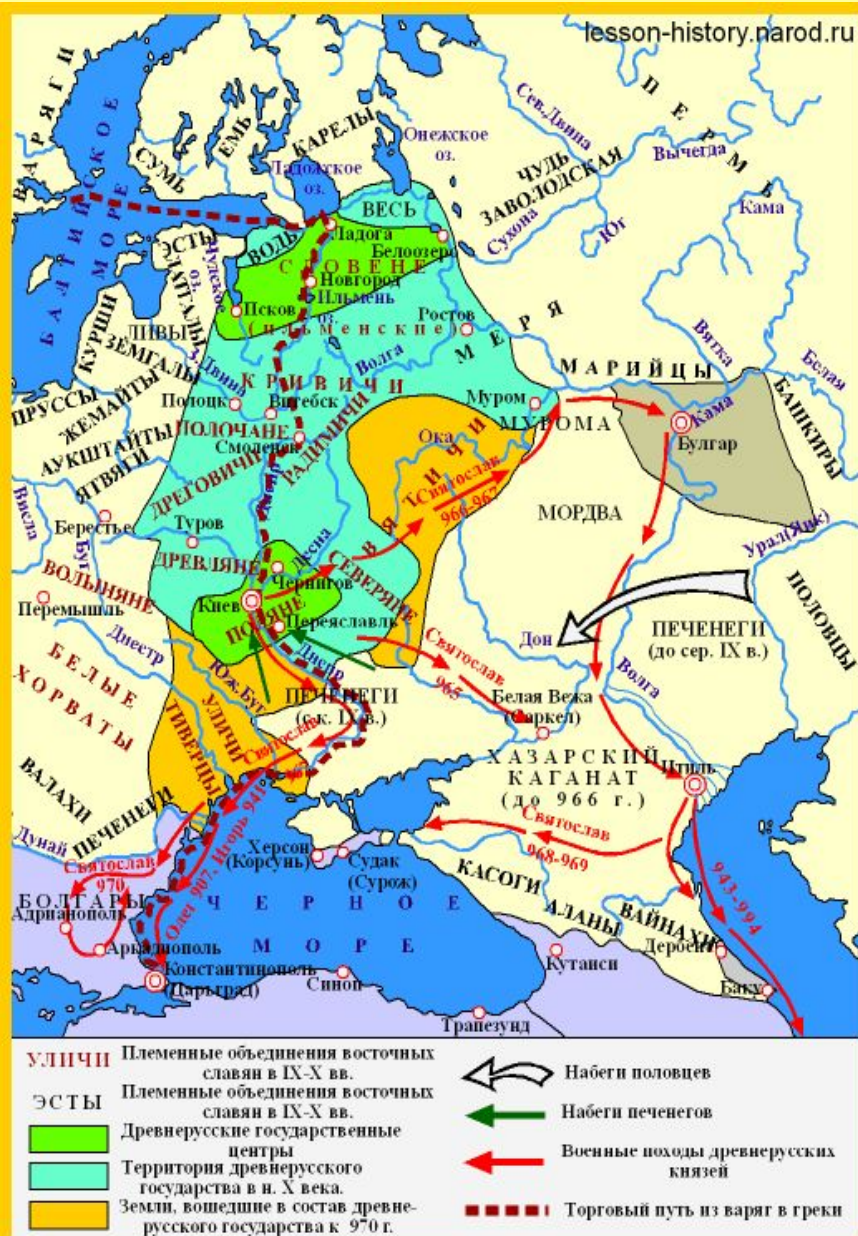 lesson-history.narod.ru
ВАРЯГИ
БАЛТИЙСКОЕ
МОРЕ
СУМЬ
ЕМЬ
КАРЕЛЫ
Ладожское
оз.
Онежское
оз.
Сев.Двина
ПЕРМЬ
Вычегда
ЧУДЬ
ЗАВОЛОЦКАЯ
Сухона
Юг
Кама
ВЕСЬ
Ладога
Белоозеро
ВОДЬ
ЭСТЫ
Чудское
оз.
СЛОВЕНЕ
Новгород
Ильмень
оз.
Псков
(ильменские)
Ростов
МЕРЯ
ЛАТГАЛЫ
ЛИВЫ
КУРШИ
ЗЕМГАЛЫ
З.Двина
Волга
КРИВИЧИ
МАРИЙЦЫ
Вятка
Белая
БАШКИРЫ
ПРУССЫ
ЖЕМАЙТЫ
АУКШТАЙТЫ
ЯТВЯГИ
Полоцк
Витебск
ПОЛОЧАНЕ
Смоленск
РАДИМИЧИ
Муром
МУРОМА
Кама
Булгар
Ока
ВЯТИЧИ
Святослав
966-967
МОРДВА
ДРЕГОВИЧИ
Днепр
Висла
Берестье
Буг
Туров
ДРЕВЛЯНЕ
Десна
Чернигов
СЕВЕРЯНЕ
Урал(Яик)
ПОЛОВЦЫ
ВОЛЫНЯНЕ
Перемышль
Киев
ПОЛЯНЕ
Переяславль
Днестр
Юж.Буг
Днепр
Дон
ПЕЧЕНЕГИ
(до сер. IX в.)
Святослав
965
Волга
БЕЛЫЕ
ХОРВАТЫ
УЛИЧИ
ТИВЕРЦЫ
ПЕЧЕНЕГИ
(с к. IX в.)
Святослав
Белая Вежа
(Саркел)
ХАЗАРСКИЙ
КАГАНАТ
(до 966 г.)
Итиль
ВАЛАХИ
ПЕЧЕНЕГИ
Дунай
Святослав
970
Олег 907. Игорь 941
Херсон
(Корсунь)
Судак
(Сурож)
Святослав
968-969
943-994
БОЛГАРЫ
Адрианополь
Аркадиополь
Константинополь
(Царьград)
ЧЕРНОЕ
МОРЕ
КАСОГИ
АЛАНЫ
ВАЙНАХИ
Дербент
Кутаиси
Баку
Синоп
Трапезунд
УЛИЧИ Племенные объединения восточных
славян в IX-X вв.
ЭСТЫ Племенные объединения восточных
славян в IX-X вв.
Древнерусские государственные
центры
Территория древнерусского
государства в н. X века.
Земли, вошедшие в состав древне-
русского государства к 970 г.
Набеги половцев
Набеги печенегов
Военные походы древнерусских
князей
Торговый путь из варяг в греки